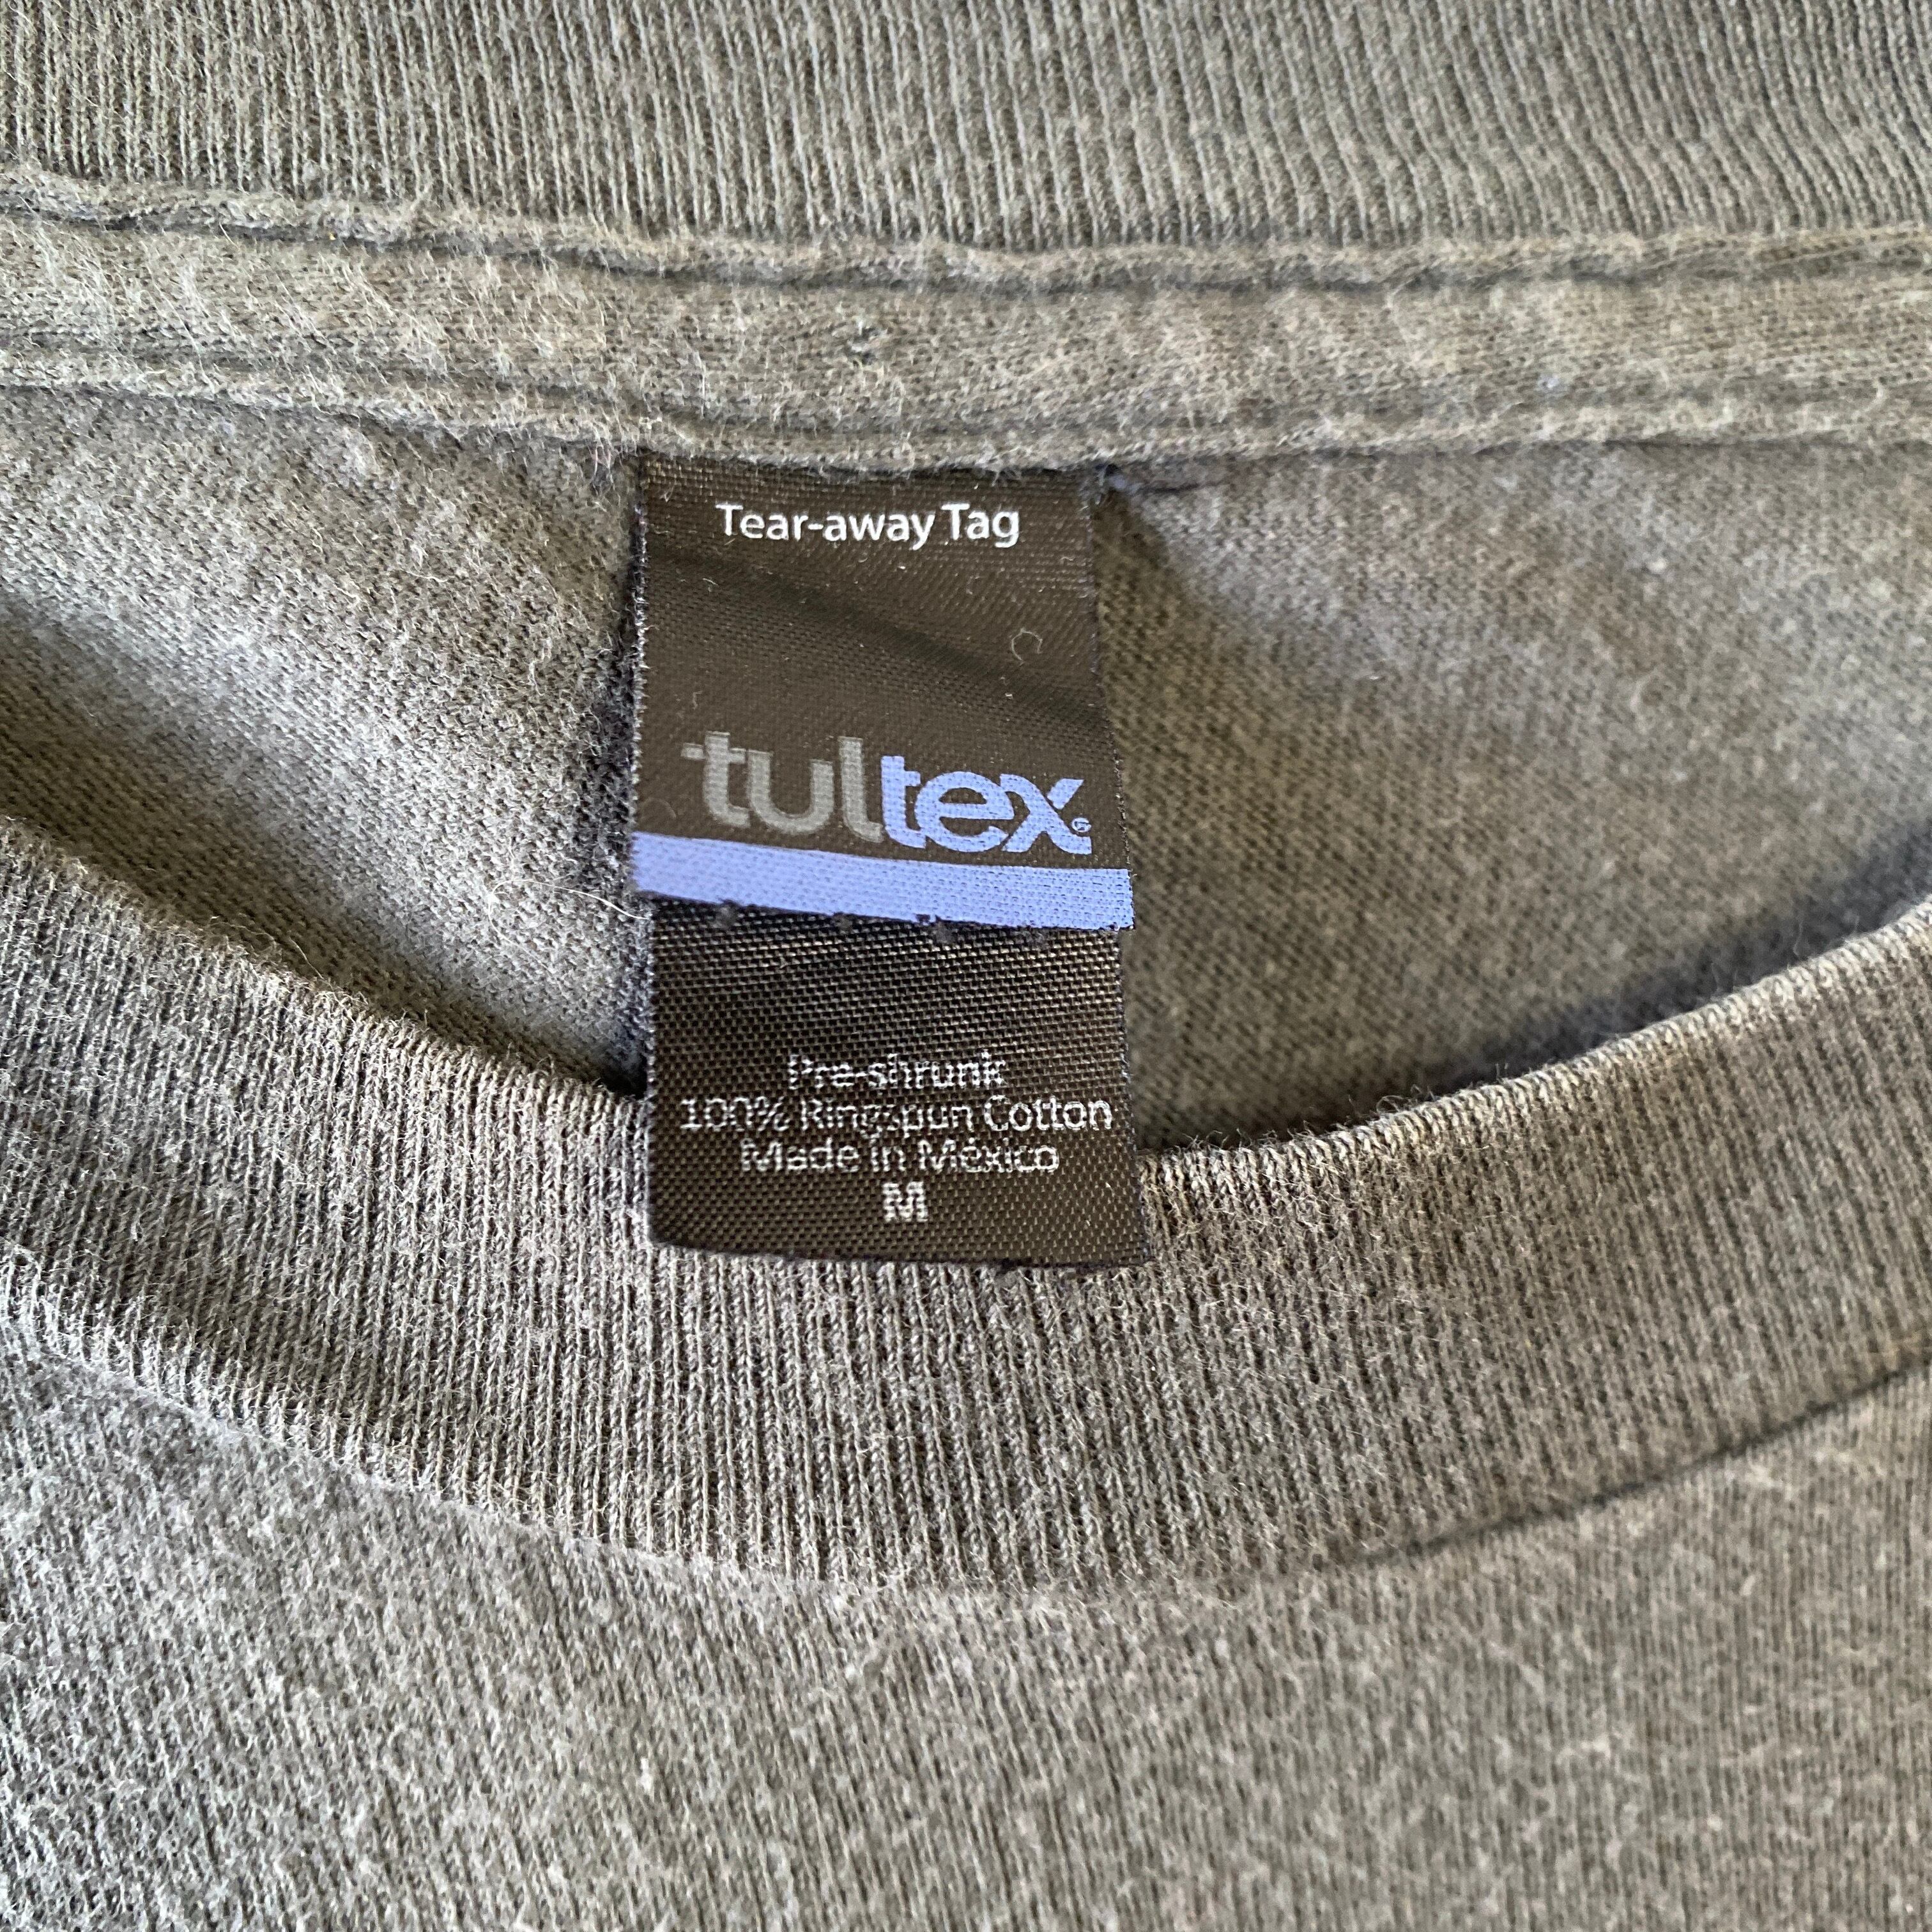 Tear-away Tag
tultex
Pre-shrunk
100% Ringspun Cotton
Made in México
M